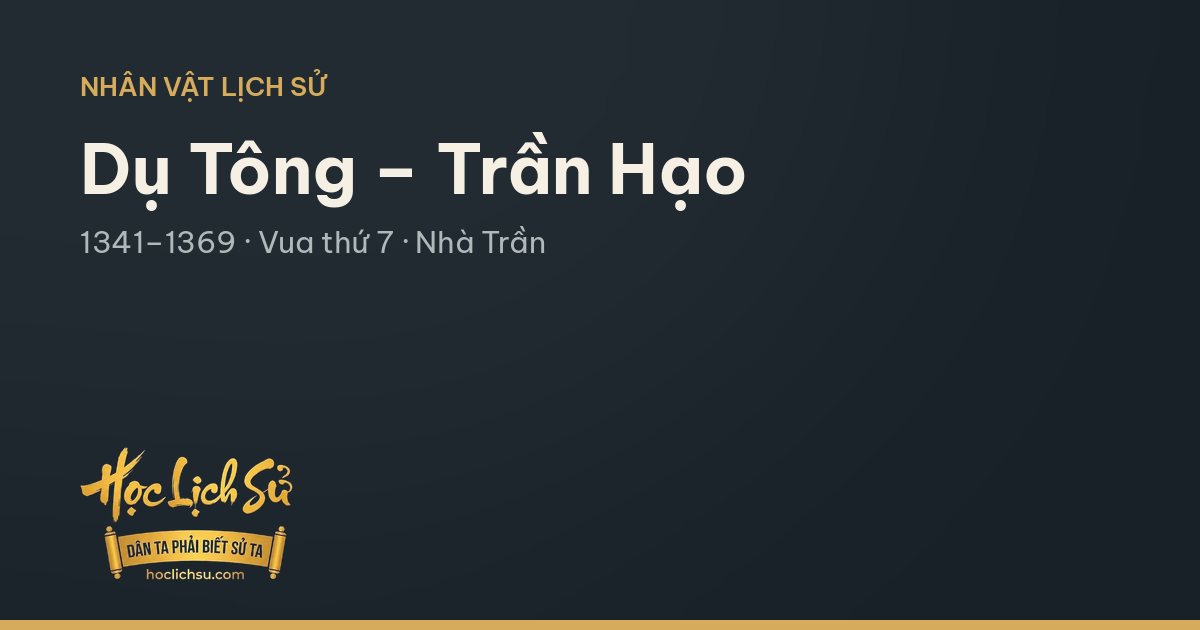 NHÂN VẬT LỊCH SỬ
Dụ Tông – Trần Hạo
1341–1369 · Vua thứ 7 · Nhà Trần
Học Lịch Sử
DÂN TA PHẢI BIẾT SỬ TA
hoclichsu.com